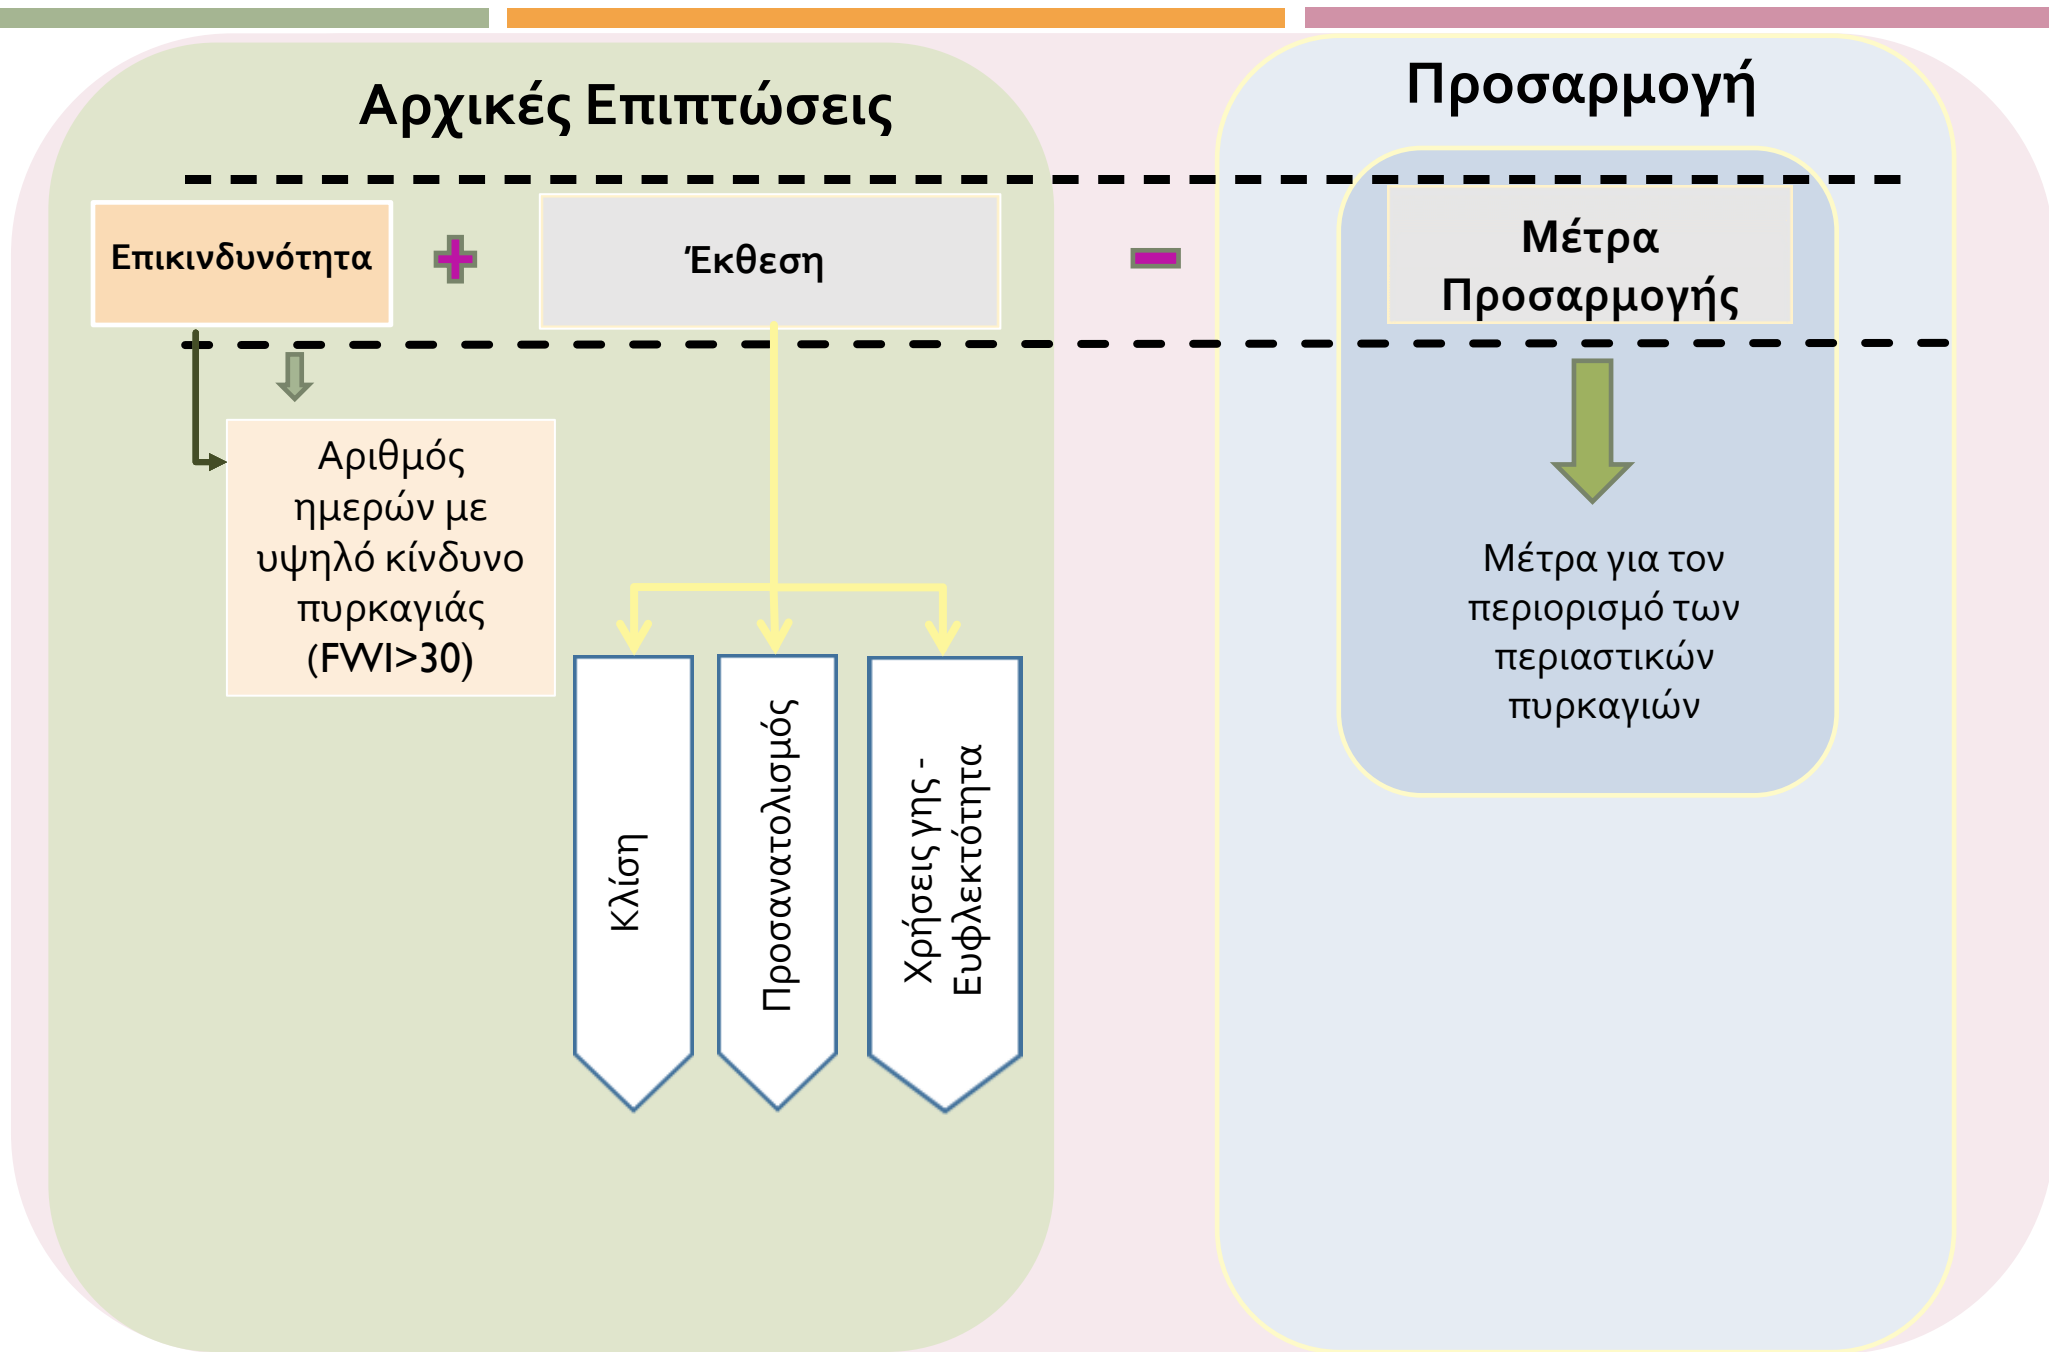 Αρχικές Επιπτώσεις
Προσαρμογή
Επικινδυνότητα
Έκθεση
Μέτρα
Προσαρμογής
Αριθμός
ημερών με
υψηλό κίνδυνο
πυρκαγιάς
(FWI>30)
Μέτρα για τον
περιορισμό των
περιαστικών
πυρκαγιών
Κλίση
Προσανατολισμός
Χρήσεις γης -
Ευφλεκτότητα